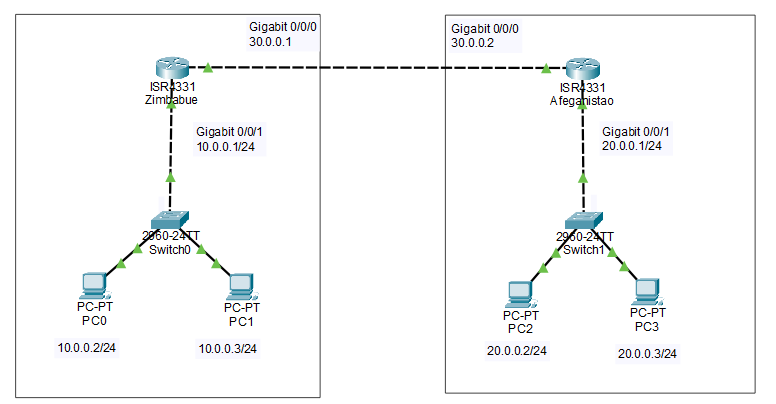 Gigabit 0/0/0
30.0.0.1
Gigabit 0/0/0
30.0.0.2
ISR4331
Zimbabue
ISR4331
Afeganistao
Gigabit 0/0/1
10.0.0.1/24
Gigabit 0/0/1
20.0.0.1/24
2960-24TT
Switch0
2960-24TT
Switch1
PC-PT
PC0
PC-PT
PC1
PC-PT
PC2
PC-PT
PC3
10.0.0.2/24
10.0.0.3/24
20.0.0.2/24
20.0.0.3/24